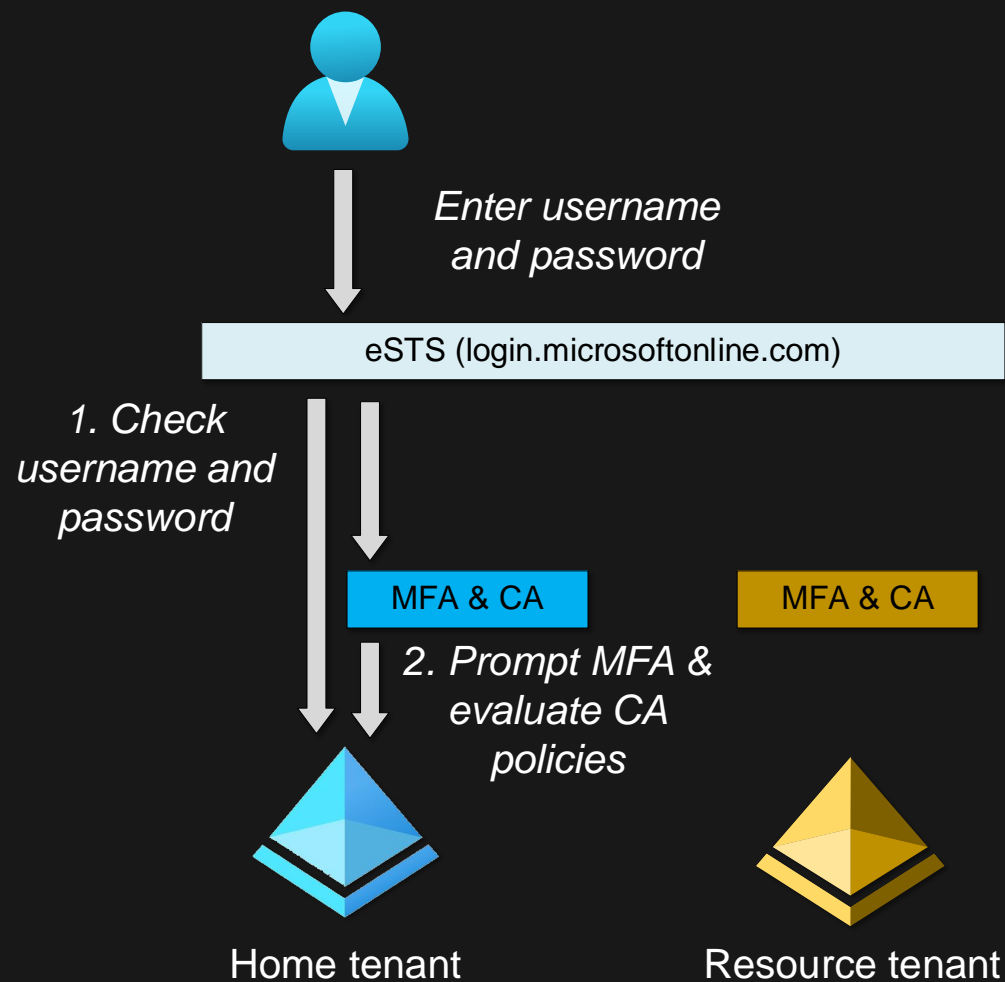 Enter username
and password
eSTS (login.microsoftonline.com)
1. Check
username and
password
MFA & CA
MFA & CA
2. Prompt MFA &
evaluate CA
policies
Home tenant
Resource tenant